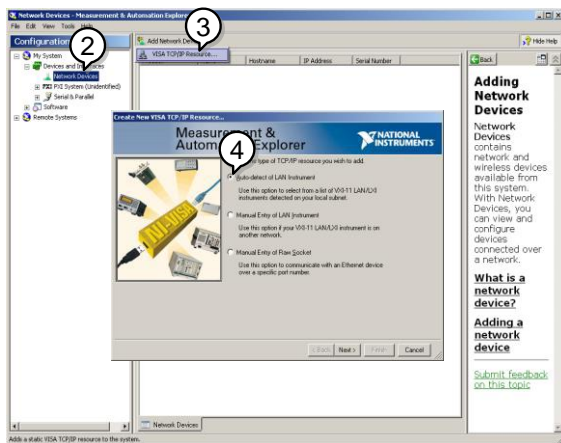 Network Devices - Measurement & Automation Explorer
File Edit View Tools Help
Configuration
2
3
Add Network Devi
Hide Help
My System
Devices and Interfaces
Network Devices
PXI PXI System (Unidentified)
Serial & Parallel
Software
Remote Systems
VISA TCP/IP Resource...
Hostname
IP Address
Serial Number
Back
Create New VISA TCP/IP Resource...
Measurement &
Automation Explorer
NATIONAL
INSTRUMENTS
4
type of TCP/IP resource you wish to add.
Auto-detect of LAN Instrument
Use this option to select from a list of VXI-11 LAN/LXI
instruments detected on your local subnet.
Manual Entry of LAN Instrument
Use this option if your VXI-11 LAN/LXI instrument is on
another network.
Manual Entry of Raw Socket
Use this option to communicate with an Ethernet device
over a specific port number.
NI-VISA
< Back
Next >
Finish
Cancel
Adding
Network
Devices
Network
Devices
contains
network and
wireless devices
available from
this system.
With Network
Devices, you
can view and
configure
devices
connected over
a network.
What is a
network
device?
Adding a
network
device
Submit feedback
on this topic
Network Devices
Adds a static VISA TCP/IP resource to the system.